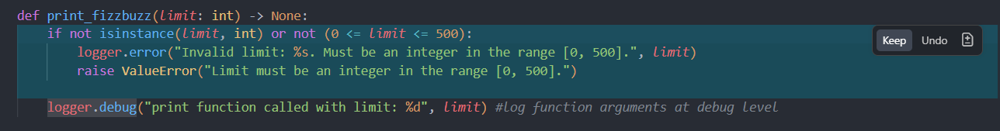 def print_fizzbuzz(limit: int) -> None:
    if not isinstance(limit, int) or not (0 <= limit <= 500):
        logger.error("Invalid limit: %s. Must be an integer in the range [0, 500].", limit)
        raise ValueError("Limit must be an integer in the range [0, 500].")
Keep Undo
    logger.debug("print function called with limit: %d", limit) #log function arguments at debug level